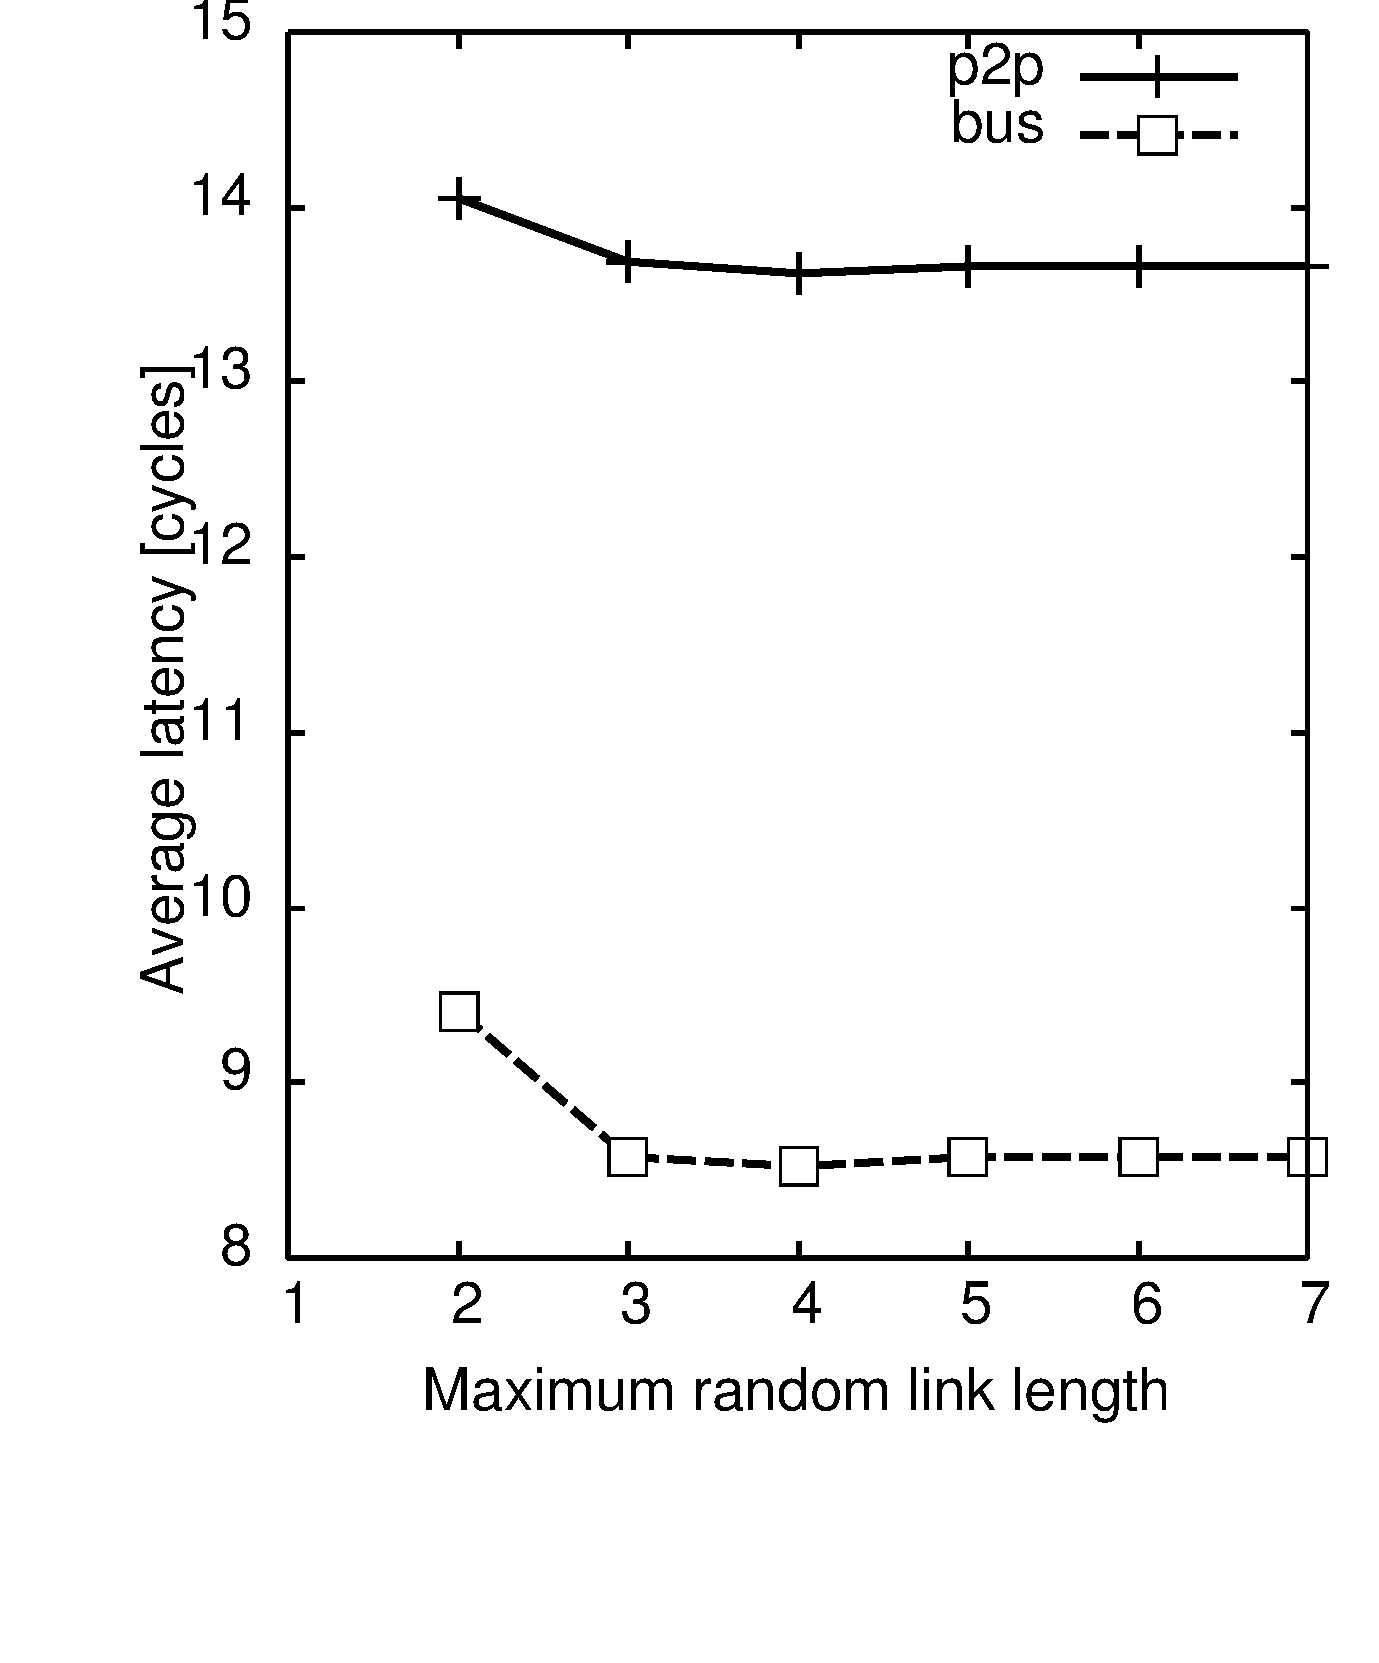 15
14
13
12
11
10
9
8
Average latency [cycles]
p2p
bus
1 2 3 4 5 6 7
Maximum random link length